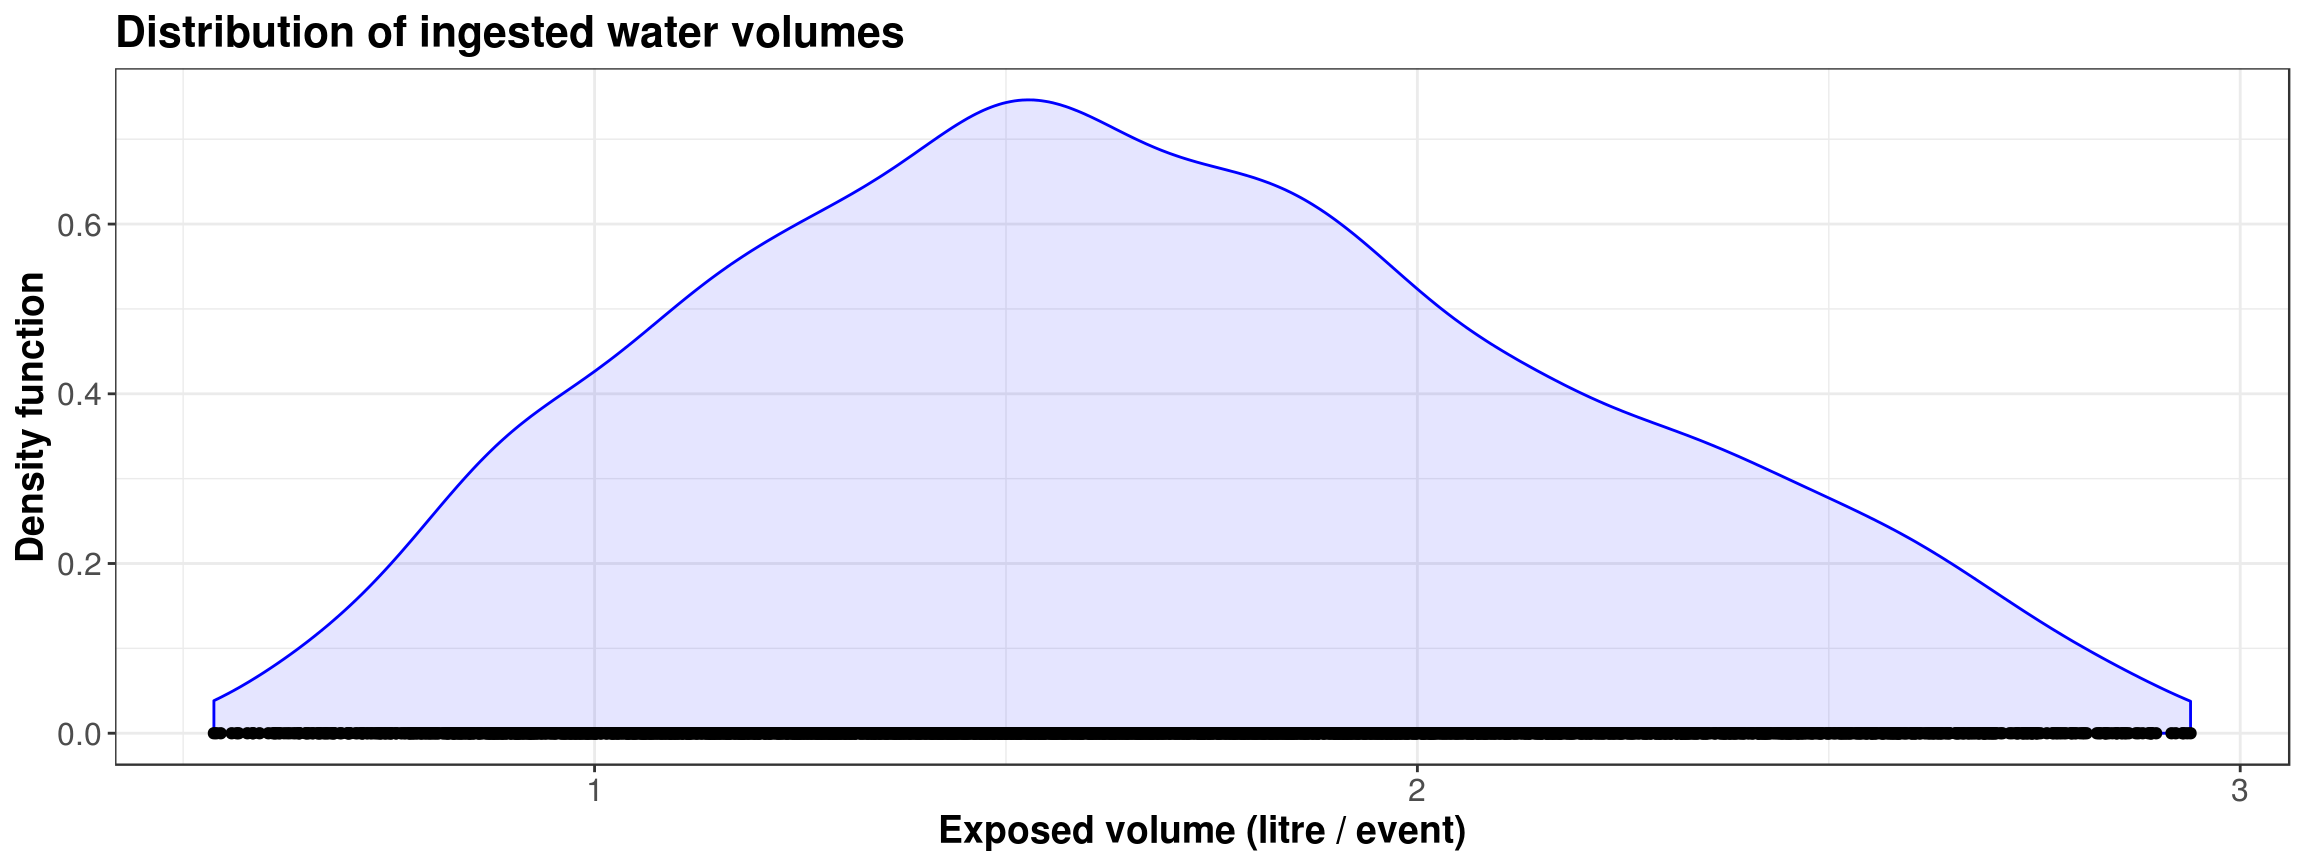 Distribution of ingested water volumes
Density function
0.6
0.4
0.2
0.0
1 2 3
Exposed volume (litre / event)